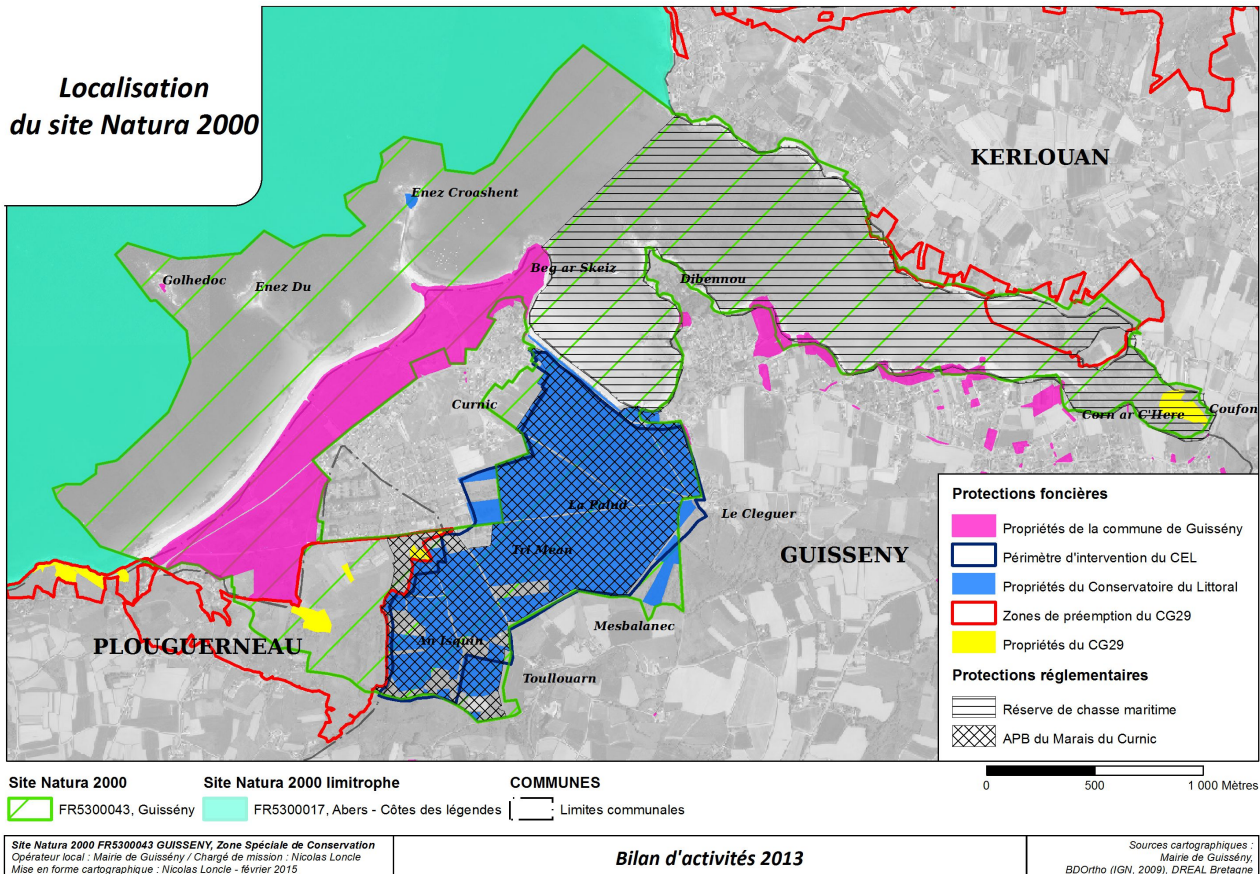 Localisation
du site Natura 2000
KERLOUAN
Enez Croashent
Beg ar Skeiz
Golhedoc
Enez Du
Dibennou
Curnic
Corn ar C'Here
Coufon
La Palud
Le Cleguer
Tri Mean
GUISSENY
Mesbalanec
PLOUGUERNEAU
An Isquin
Toullouarn
Protections foncières
Propriétés de la commune de Guissény
Périmètre d'intervention du CEL
Propriétés du Conservatoire du Littoral
Zones de préemption du CG29
Propriétés du CG29
Protections réglementaires
Réserve de chasse maritime
APB du Marais du Curnic
Site Natura 2000
FR5300043, Guissény
Site Natura 2000 limitrophe
FR5300017, Abers - Côtes des légendes
COMMUNES
Limites communales
0 500 1 000 Mètres
Site Natura 2000 FR5300043 GUISSENY, Zone Spéciale de Conservation
Opérateur local : Mairie de Guissény / Chargé de mission : Nicolas Loncle
Mise en forme cartographique : Nicolas Loncle - février 2015
Bilan d'activités 2013
Sources cartographiques :
Mairie de Guissény,
BDOrtho (IGN, 2009), DREAL Bretagne